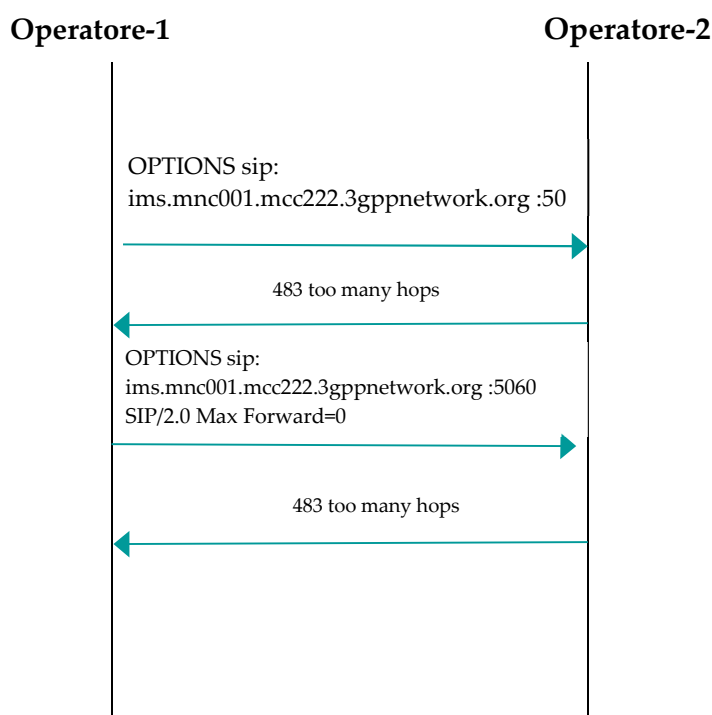 Operatore-1
Operatore-2
OPTIONS sip:
ims.mnc001.mcc222.3gppnetwork.org :50
483 too many hops
OPTIONS sip:
ims.mnc001.mcc222.3gppnetwork.org :5060
SIP/2.0 Max Forward=0
483 too many hops